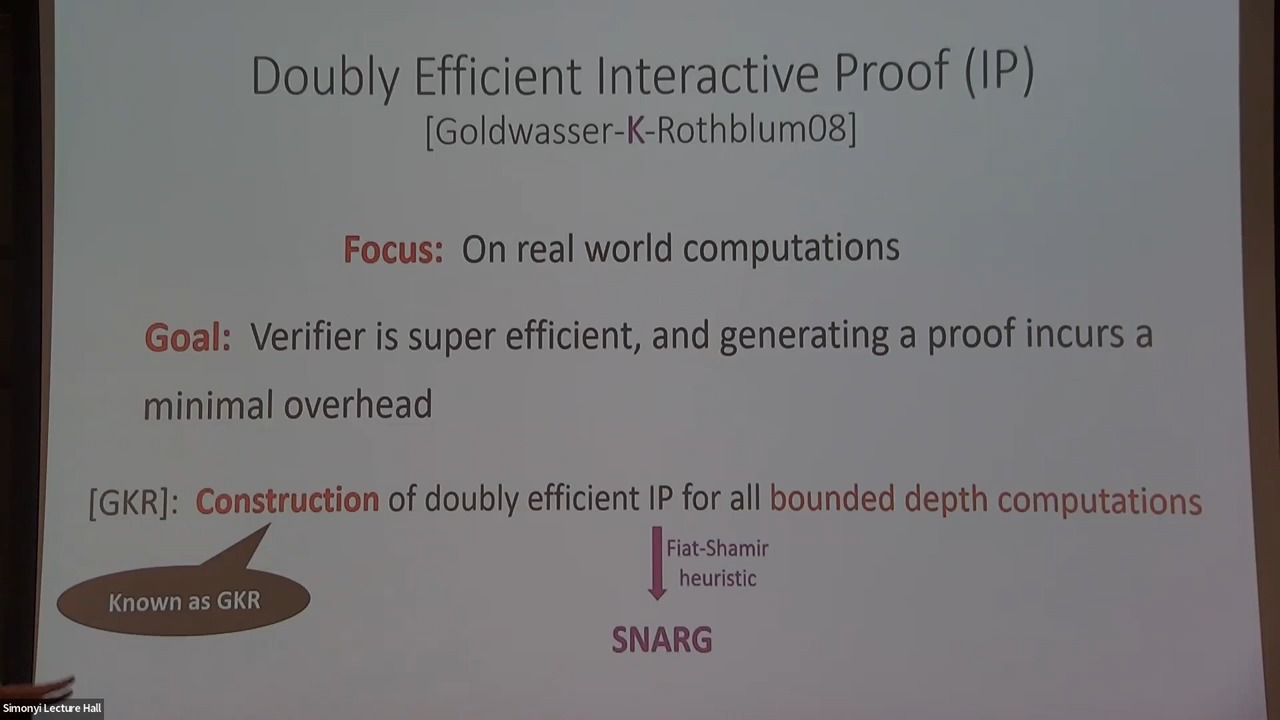 Doubly Efficient Interactive Proof (IP)
[Goldwasser-K-Rothblum08]
Focus: On real world computations
Goal: Verifier is super efficient, and generating a proof incurs a
minimal overhead
[GKR]: Construction of doubly efficient IP for all bounded depth computations
Fiat-Shamir
heuristic
Known as GKR
SNARG
Simonyi Lecture Hall